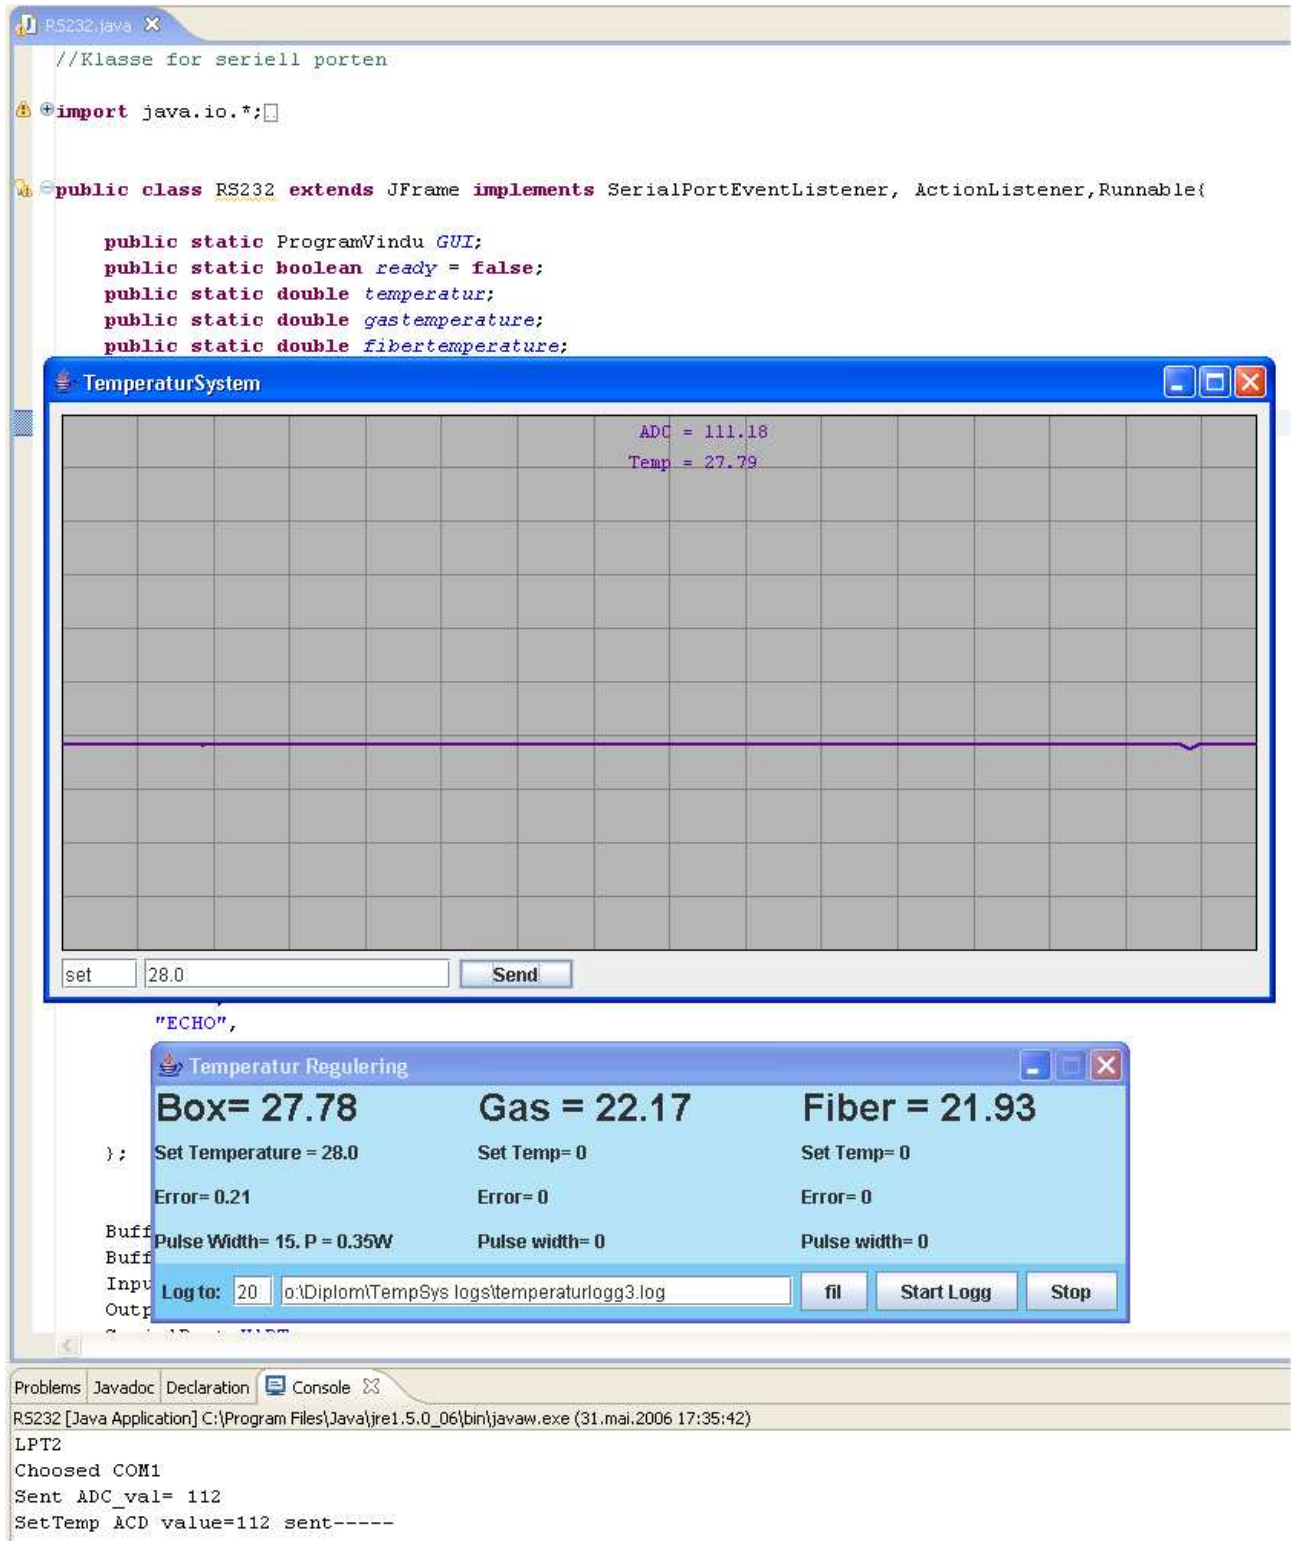 RS232.java
//Klasse for seriell porten
import java.io.*;
public class RS232 extends JFrame implements SerialPortEventListener, ActionListener,Runnable{
public static ProgramVindu GUI;
public static boolean ready = false;
public static double temperatur;
public static double gastemperature;
public static double fibertemperature;
TemperaturSystem
ADC = 111.18
Temp = 27.79
set 28.0 Send
"ECHO",
Temperatur Regulering
Box= 27.78 Gas = 22.17 Fiber = 21.93
}; Set Temperature = 28.0 Set Temp= 0 Set Temp= 0
Error= 0.21 Error= 0 Error= 0
Buff
Pulse Width= 15. P = 0.35W Pulse width= 0 Pulse width= 0
Buff
Inpu
Log to: 20 o:\Diplom\TempSys logs\temperaturlogg3.log fil Start Logg Stop
Outp
Problems Javadoc Declaration Console
RS232 [Java Application] C:\Program Files\Java\jre1.5.0_06\bin\javaw.exe (31.mai.2006 17:35:42)
LPT2
Choosed COM1
Sent ADC_val= 112
SetTemp ACD value=112 sent-----